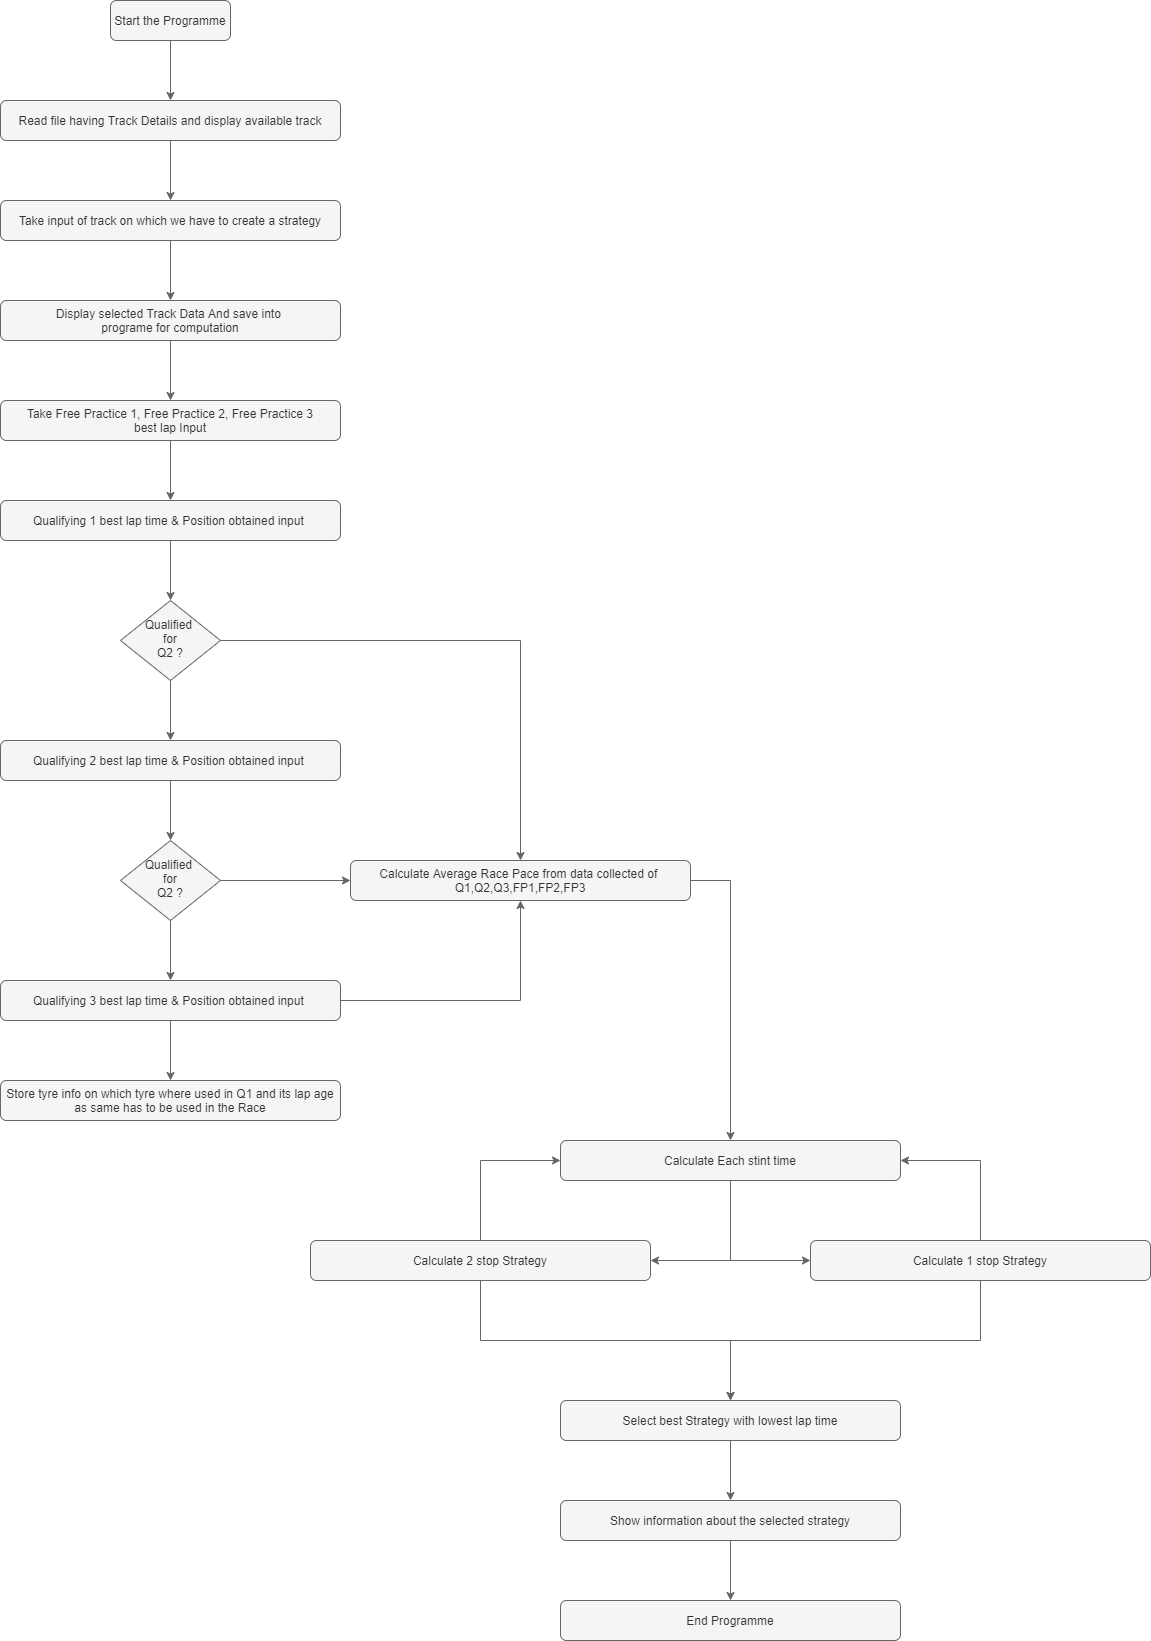 Start the Programme
Read file having Track Details and display available track
Take input of track on which we have to create a strategy
Display selected Track Data And save into
programe for computation
Take Free Practice 1, Free Practice 2, Free Practice 3
best lap Input
Qualifying 1 best lap time & Position obtained input
Qualified
for
Q2 ?
Qualifying 2 best lap time & Position obtained input
Qualified
for
Q2 ?
Calculate Average Race Pace from data collected of
Q1,Q2,Q3,FP1,FP2,FP3
Qualifying 3 best lap time & Position obtained input
Store tyre info on which tyre where used in Q1 and its lap age
as same has to be used in the Race
Calculate Each stint time
Calculate 2 stop Strategy
Calculate 1 stop Strategy
Select best Strategy with lowest lap time
Show information about the selected strategy
End Programme